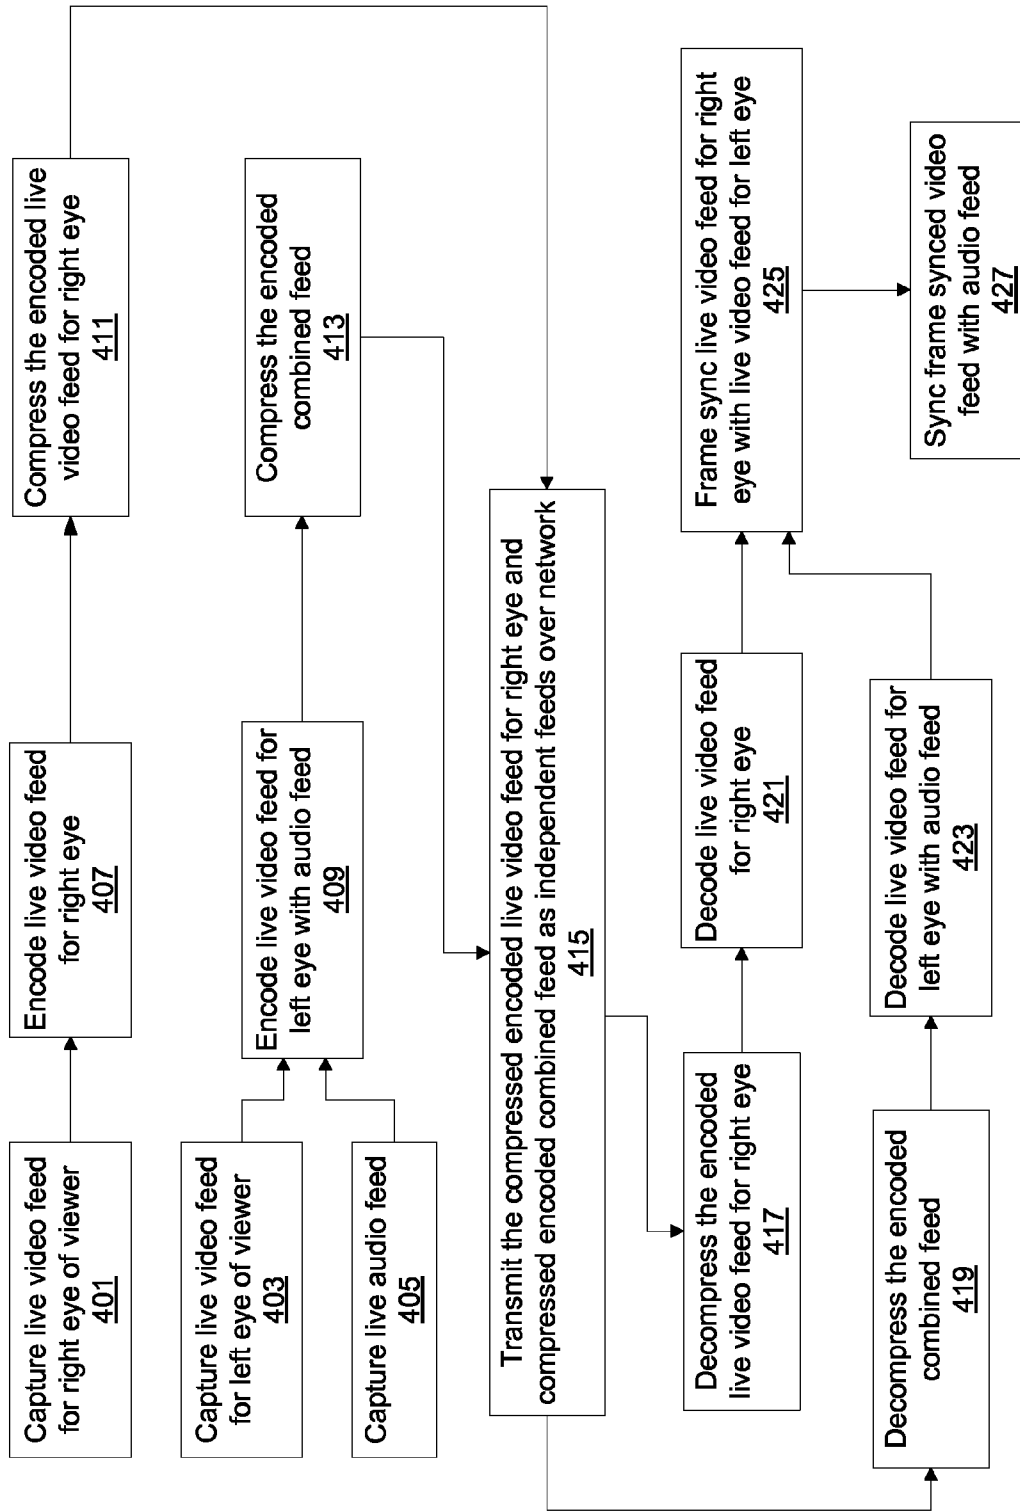 Capture live video feed
for right eye of viewer
401
Encode live video feed
for right eye
407
Compress the encoded live
video feed for right eye
411
Capture live video feed
for left eye of viewer
403
Capture live audio feed
405
Encode live video feed for
left eye with audio feed
409
Compress the encoded
combined feed
413
Transmit the compressed encoded live video feed for right eye and
compressed encoded combined feed as independent feeds over network
415
Decompress the encoded
live video feed for right eye
417
Decode live video feed
for right eye
421
Frame sync live video feed for right
eye with live video feed for left eye
425
Decompress the encoded
combined feed
419
Decode live video feed for
left eye with audio feed
423
Sync frame synced video
feed with audio feed
427